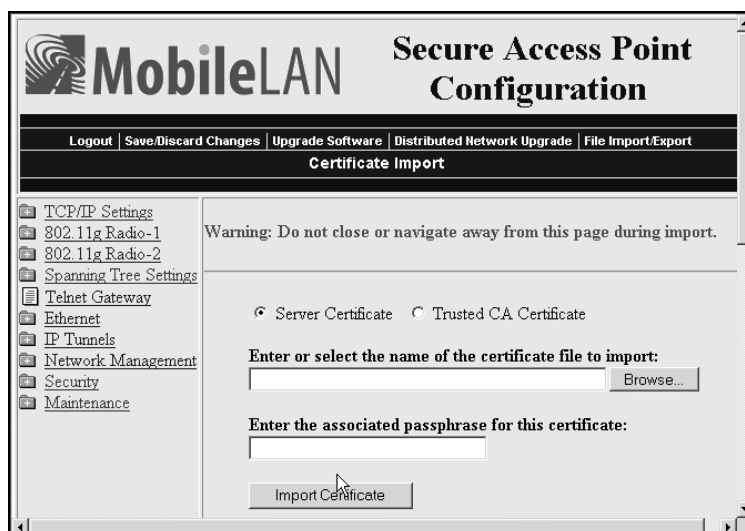 MobileLAN
Secure Access Point
Configuration
Logout | Save/Discard Changes | Upgrade Software | Distributed Network Upgrade | File Import/Export
Certificate Import
TCP/IP Settings
802.11g Radio-1
802.11g Radio-2
Spanning Tree Settings
Telnet Gateway
Ethernet
IP Tunnels
Network Management
Security
Maintenance
Warning: Do not close or navigate away from this page during import.
Server Certificate Trusted CA Certificate
Enter or select the name of the certificate file to import:
Browse...
Enter the associated passphrase for this certificate:
Import Certificate